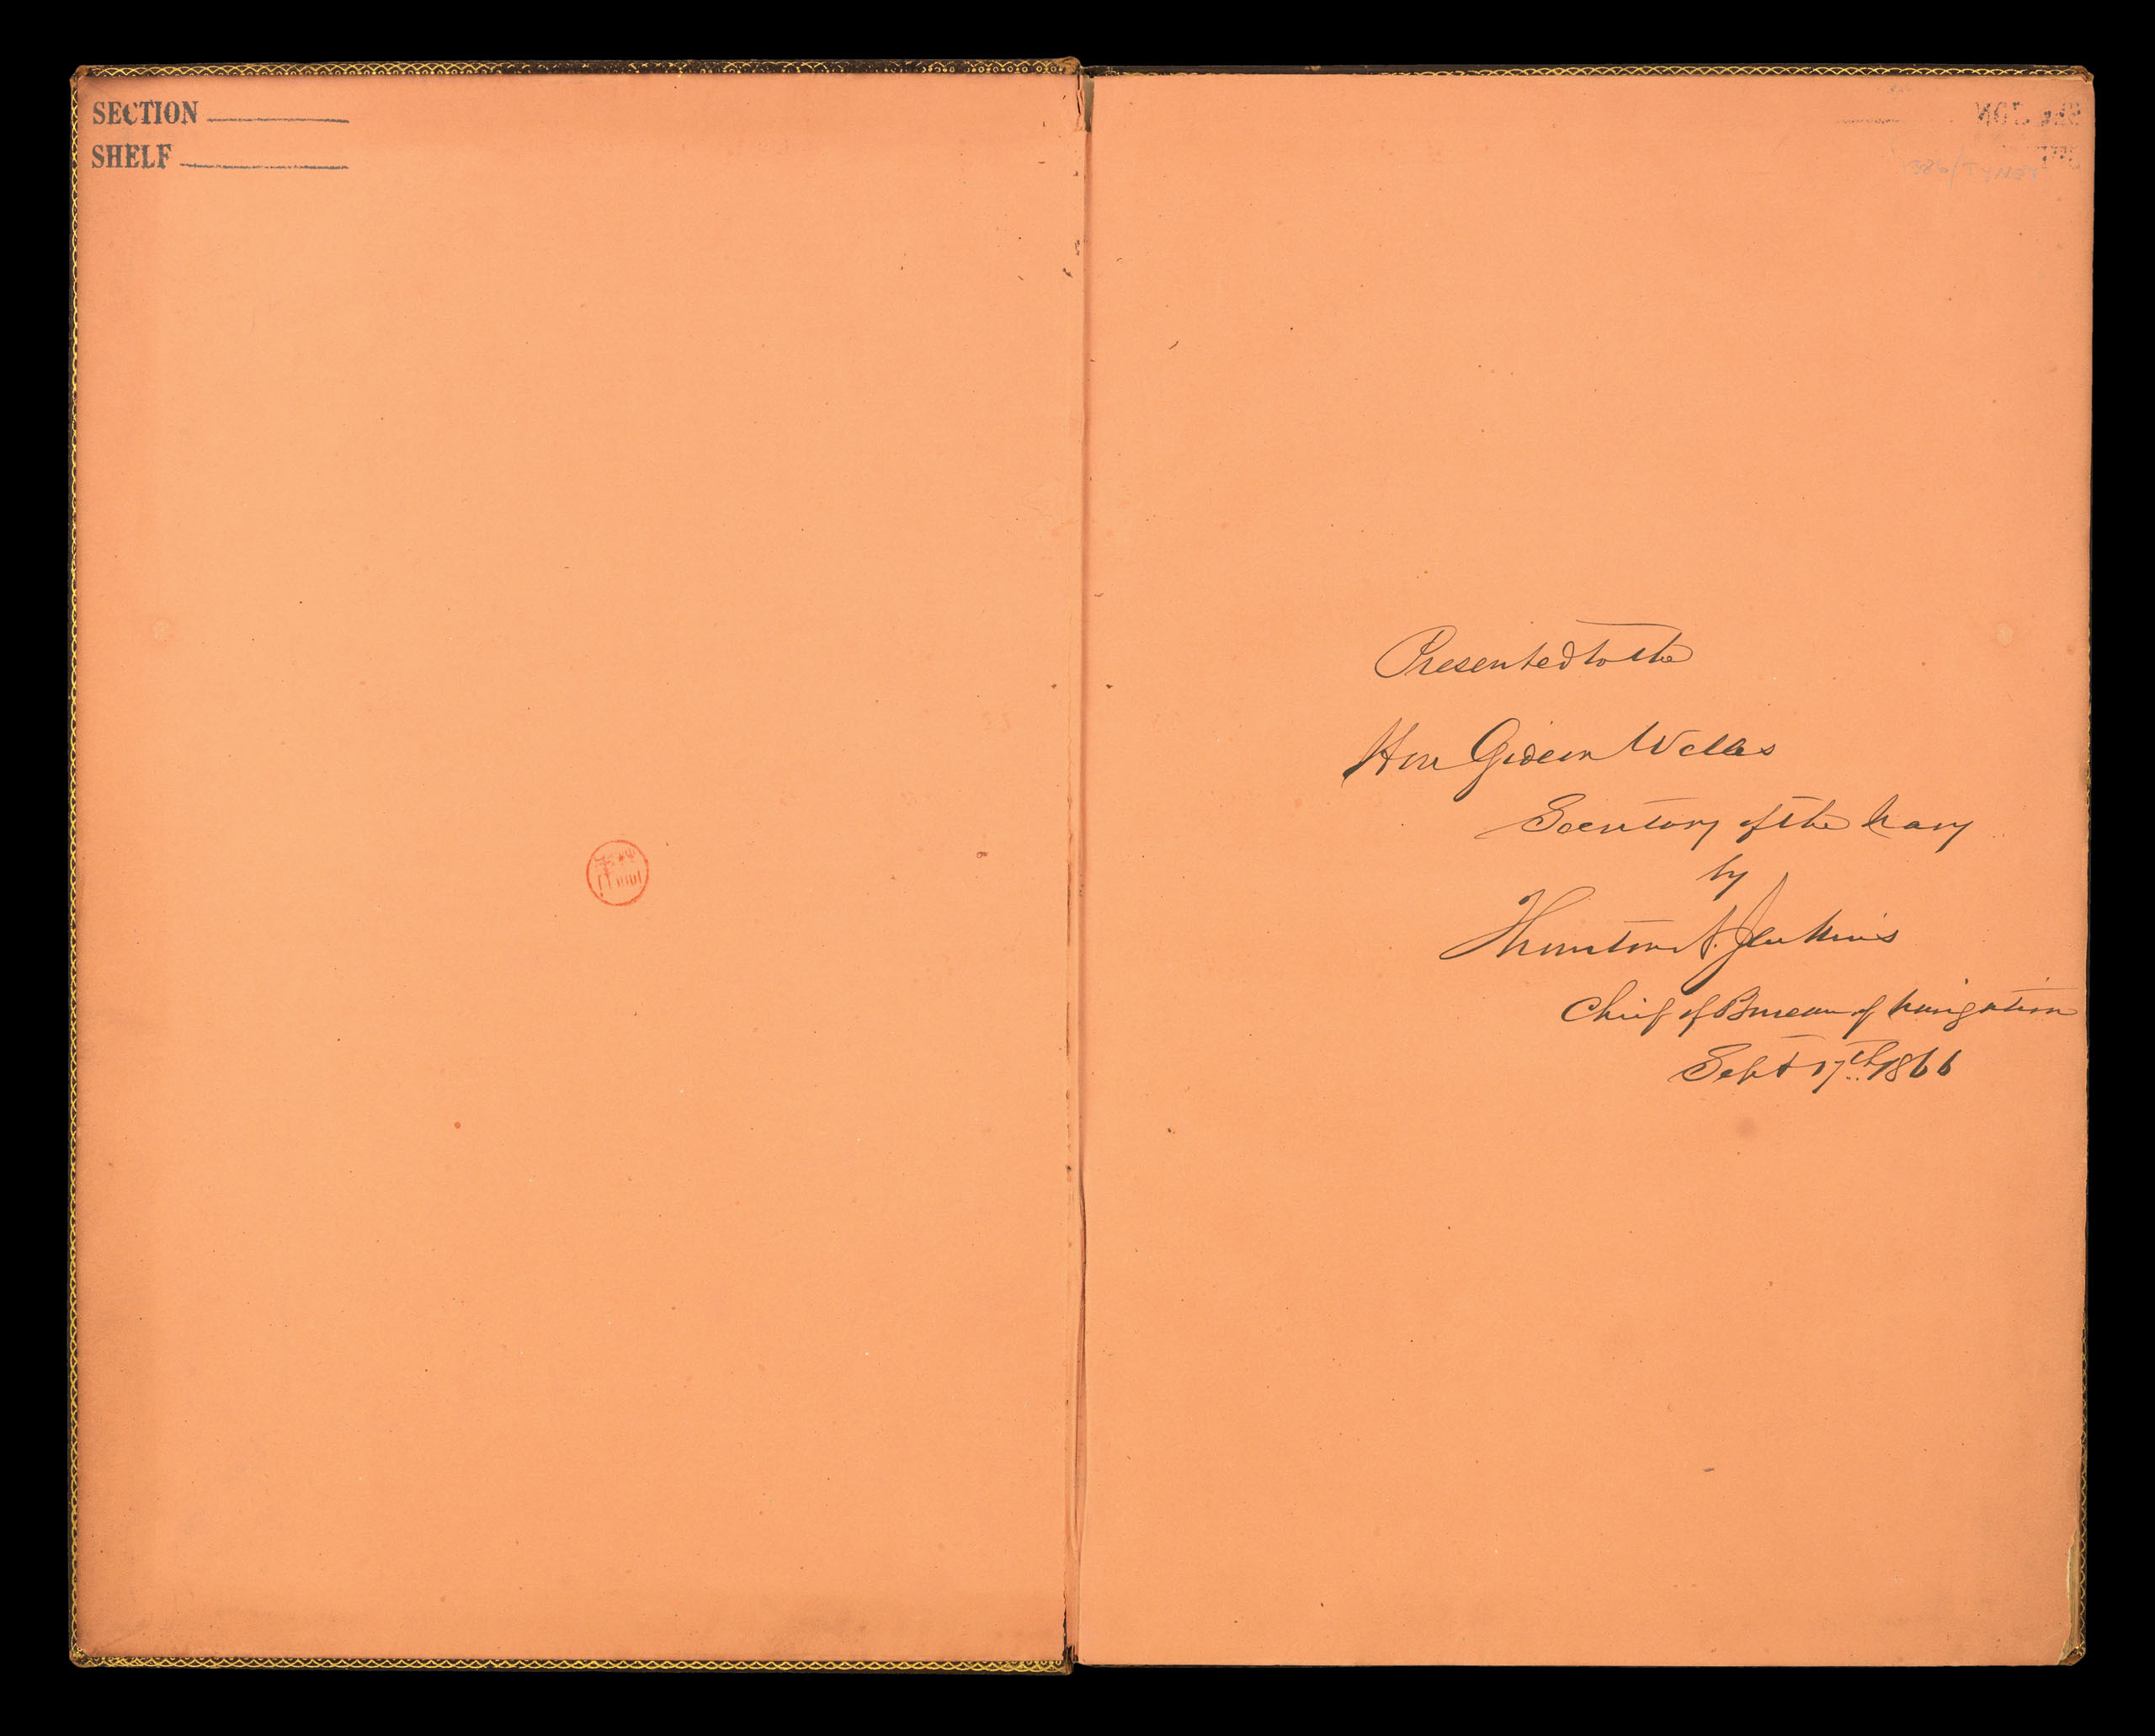 SECTION
SHELF
Presented to the
Hon Gideon Welles
Secretary of the Navy
by
Thornton A. Jenkins
Chief of Bureau of Navigation
Sept 17th 1866